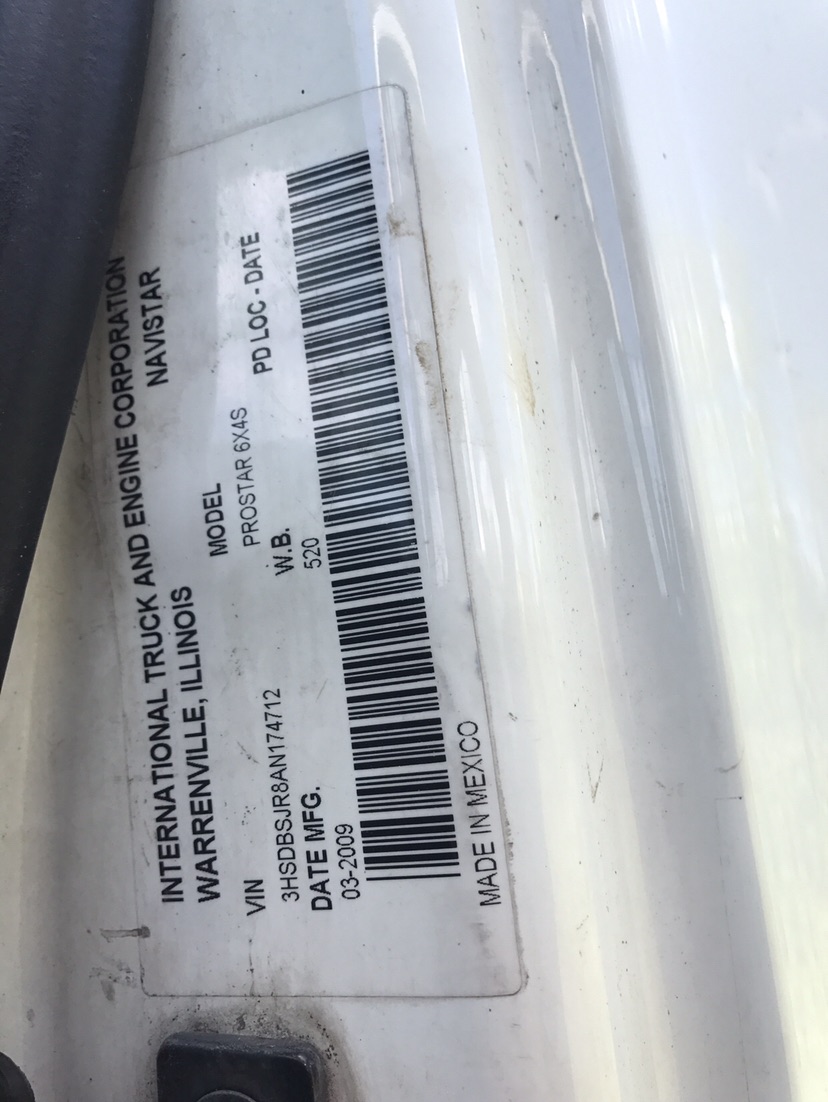 INTERNATIONAL TRUCK AND ENGINE CORPORATION
WARRENVILLE, ILLINOIS NAVISTAR
VIN MODEL
3HSDBSJR8AN174712 PROSTAR 6X4S
DATE MFG. W.B. PD LOC - DATE
03-2009 520
MADE IN MEXICO